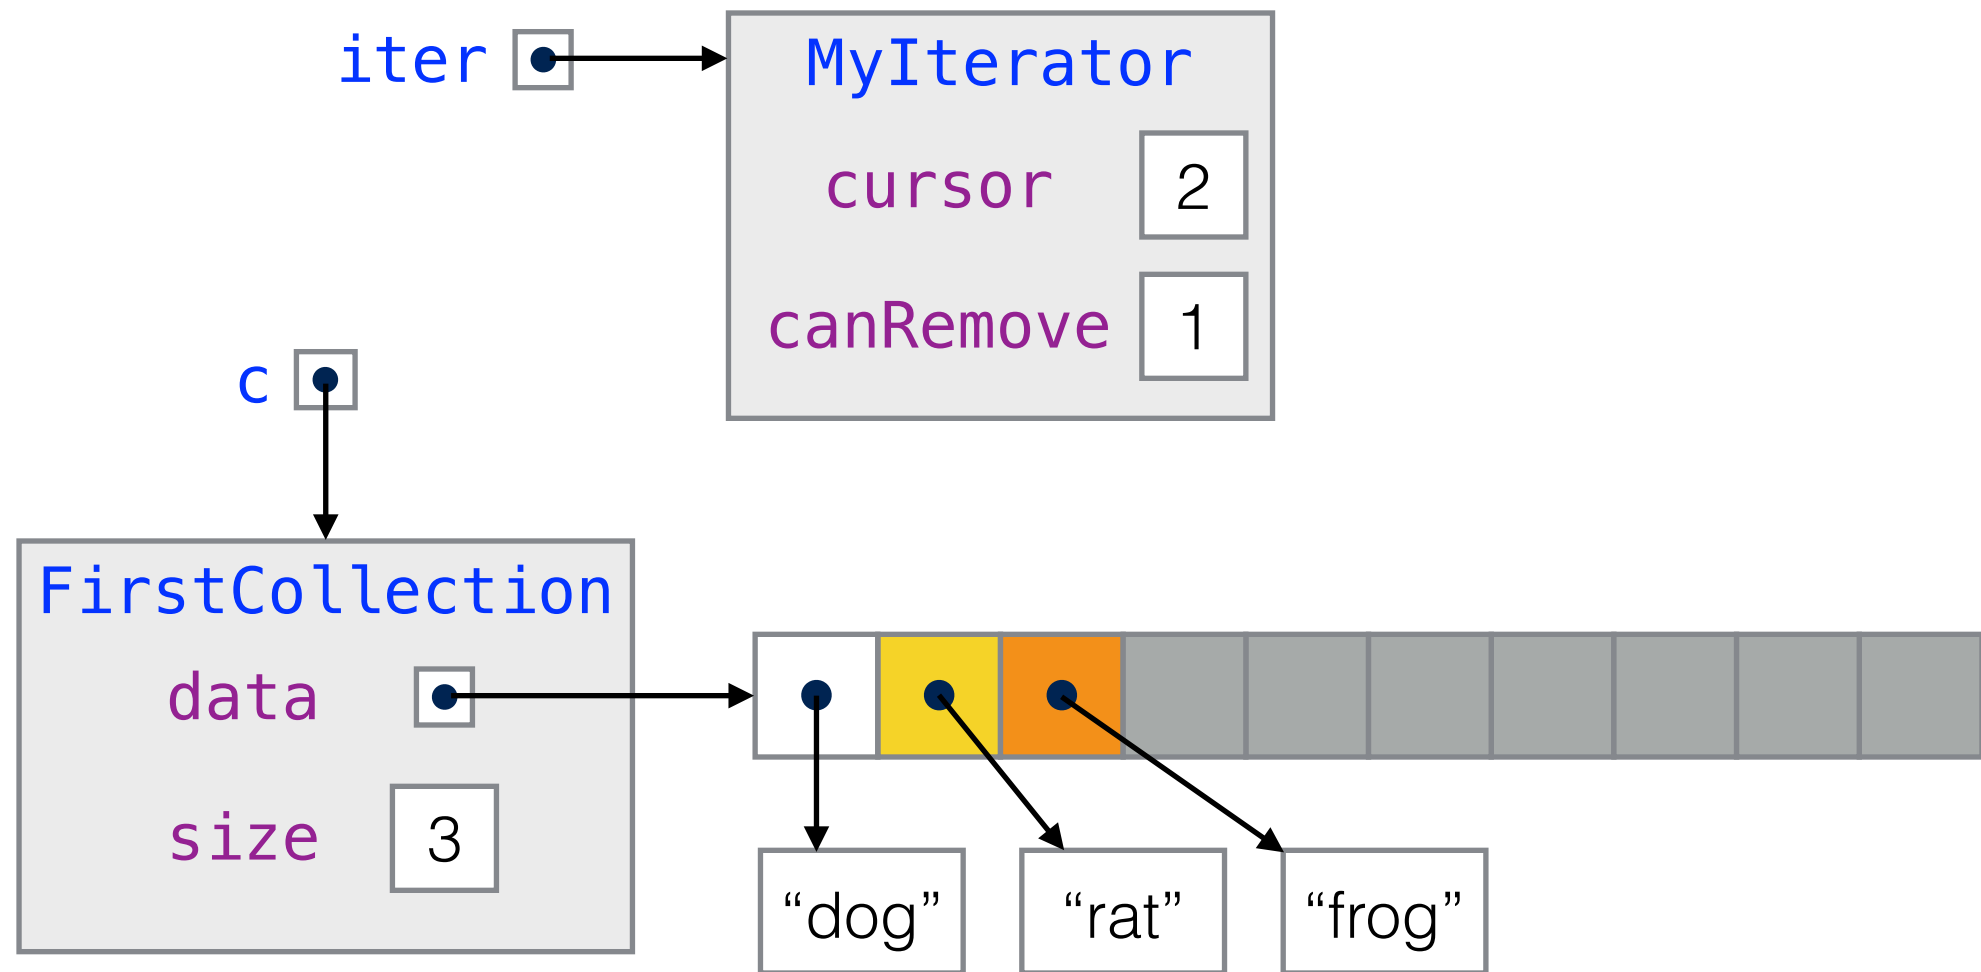 iter
MyIterator
cursor 2
canRemove 1
c
FirstCollection
data
size 3
“dog” “rat” “frog”